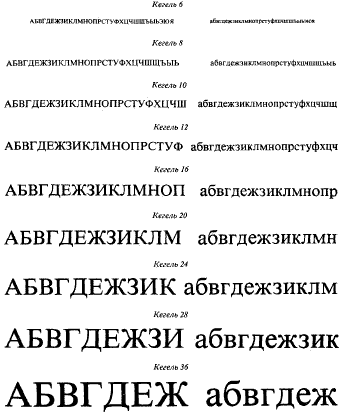 Кегель 6
АБВГДЕЖЗИКЛМНОПРСТУФХЦЧШЩЪЫЬЭЮЯ абвгдежзиклмнопрстуфхцчшщъыьэюя
Кегель 8
АБВГДЕЖЗИКЛМНОПРСТУФХЦЧШЩЪЫЬ абвгдежзиклмнопрстуфхцчшщъыь
Кегель 10
АБВГДЕЖЗИКЛМНОПРСТУФХЦЧШ абвгдежзиклмнопрстуфхцчшщ
Кегель 12
АБВГДЕЖЗИКЛМНОПРСТУФ абвгдежзиклмнопрстуфхцч
Кегель 16
АБВГДЕЖЗИКЛМНОП абвгдежзиклмнопр
Кегель 20
АБВГДЕЖЗИКЛМ абвгдежзиклмн
Кегель 24
АБВГДЕЖЗИК абвгдежзиклм
Кегель 28
АБВГДЕЖЗИ абвгдежзик
Кегель 36
АБВГДЕЖ абвгдеж